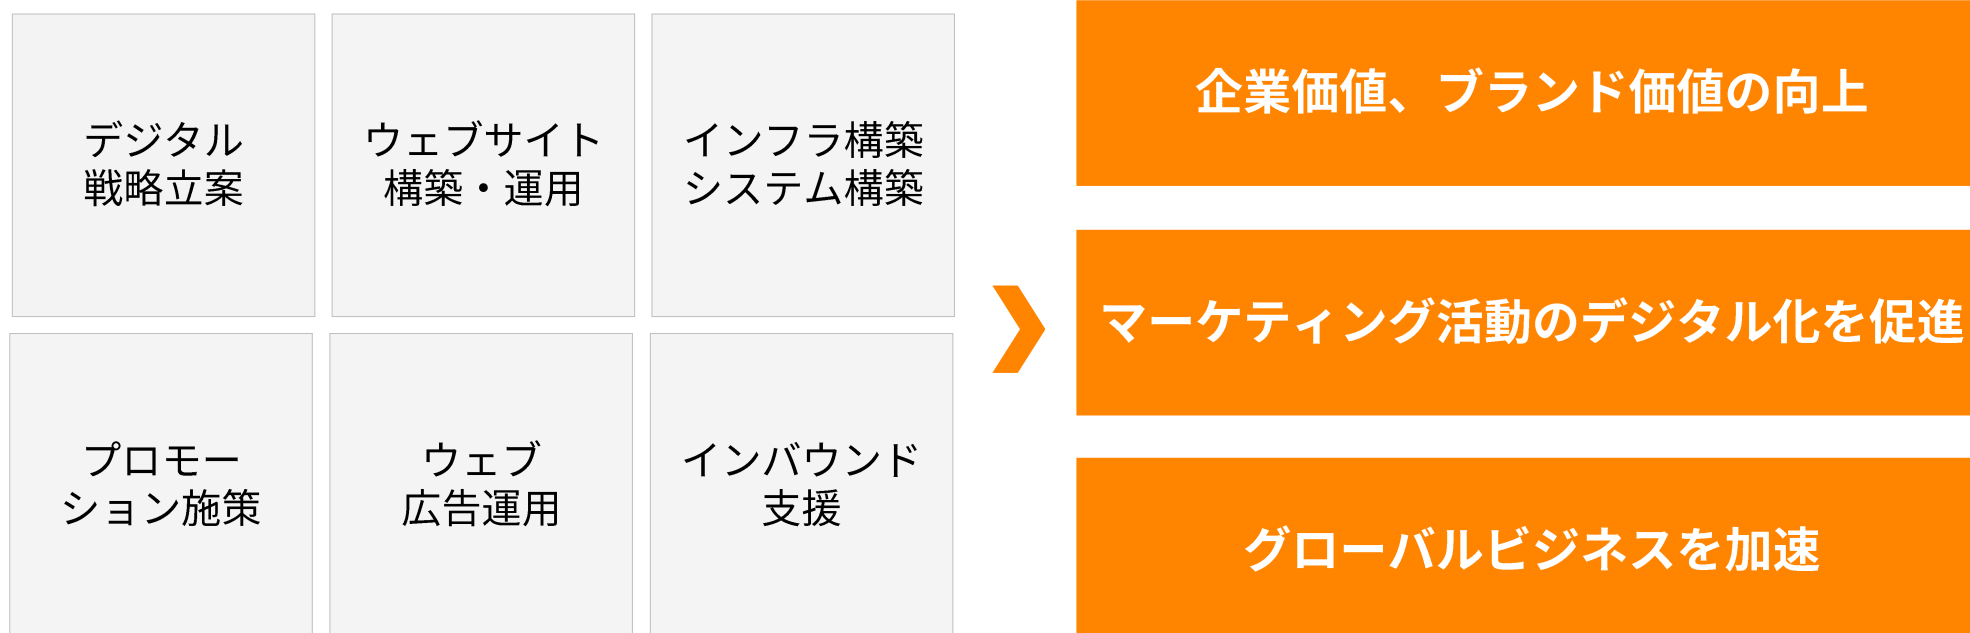 デジタル
戦略立案
ウェブサイト
構築・運用
インフラ構築
システム構築
プロモー
ション施策
ウェブ
広告運用
インバウンド
支援
企業価値、ブランド価値の向上
マーケティング活動のデジタル化を促進
グローバルビジネスを加速